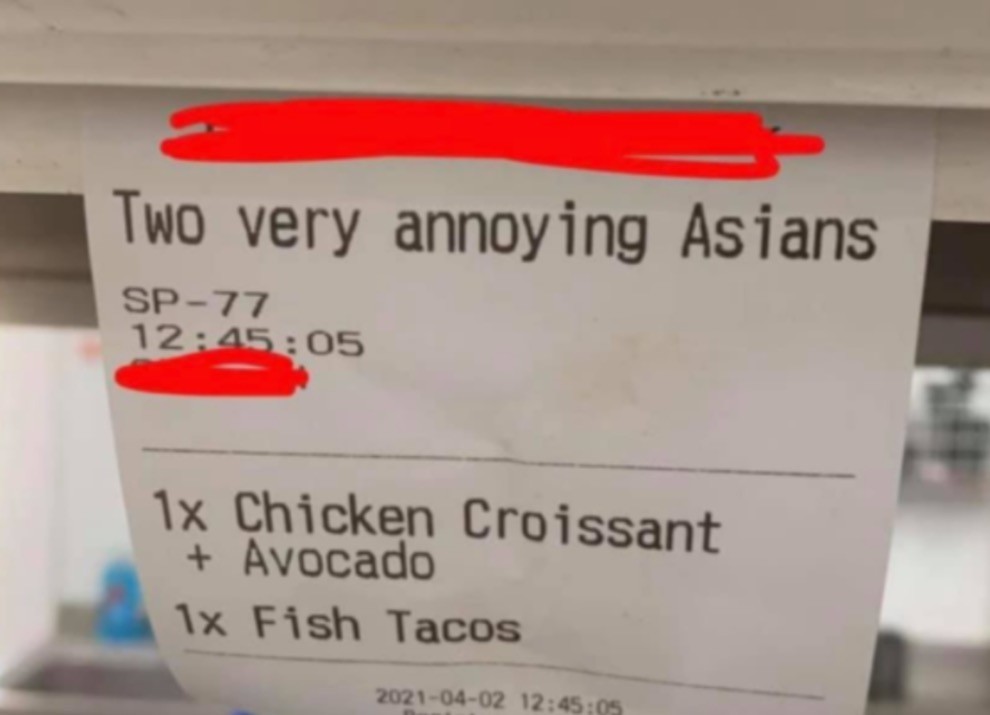 Two very annoying Asians
SP-77
12:45:05
1x Chicken Croissant
+ Avocado
1x Fish Tacos
2021-04-02 12:45:05